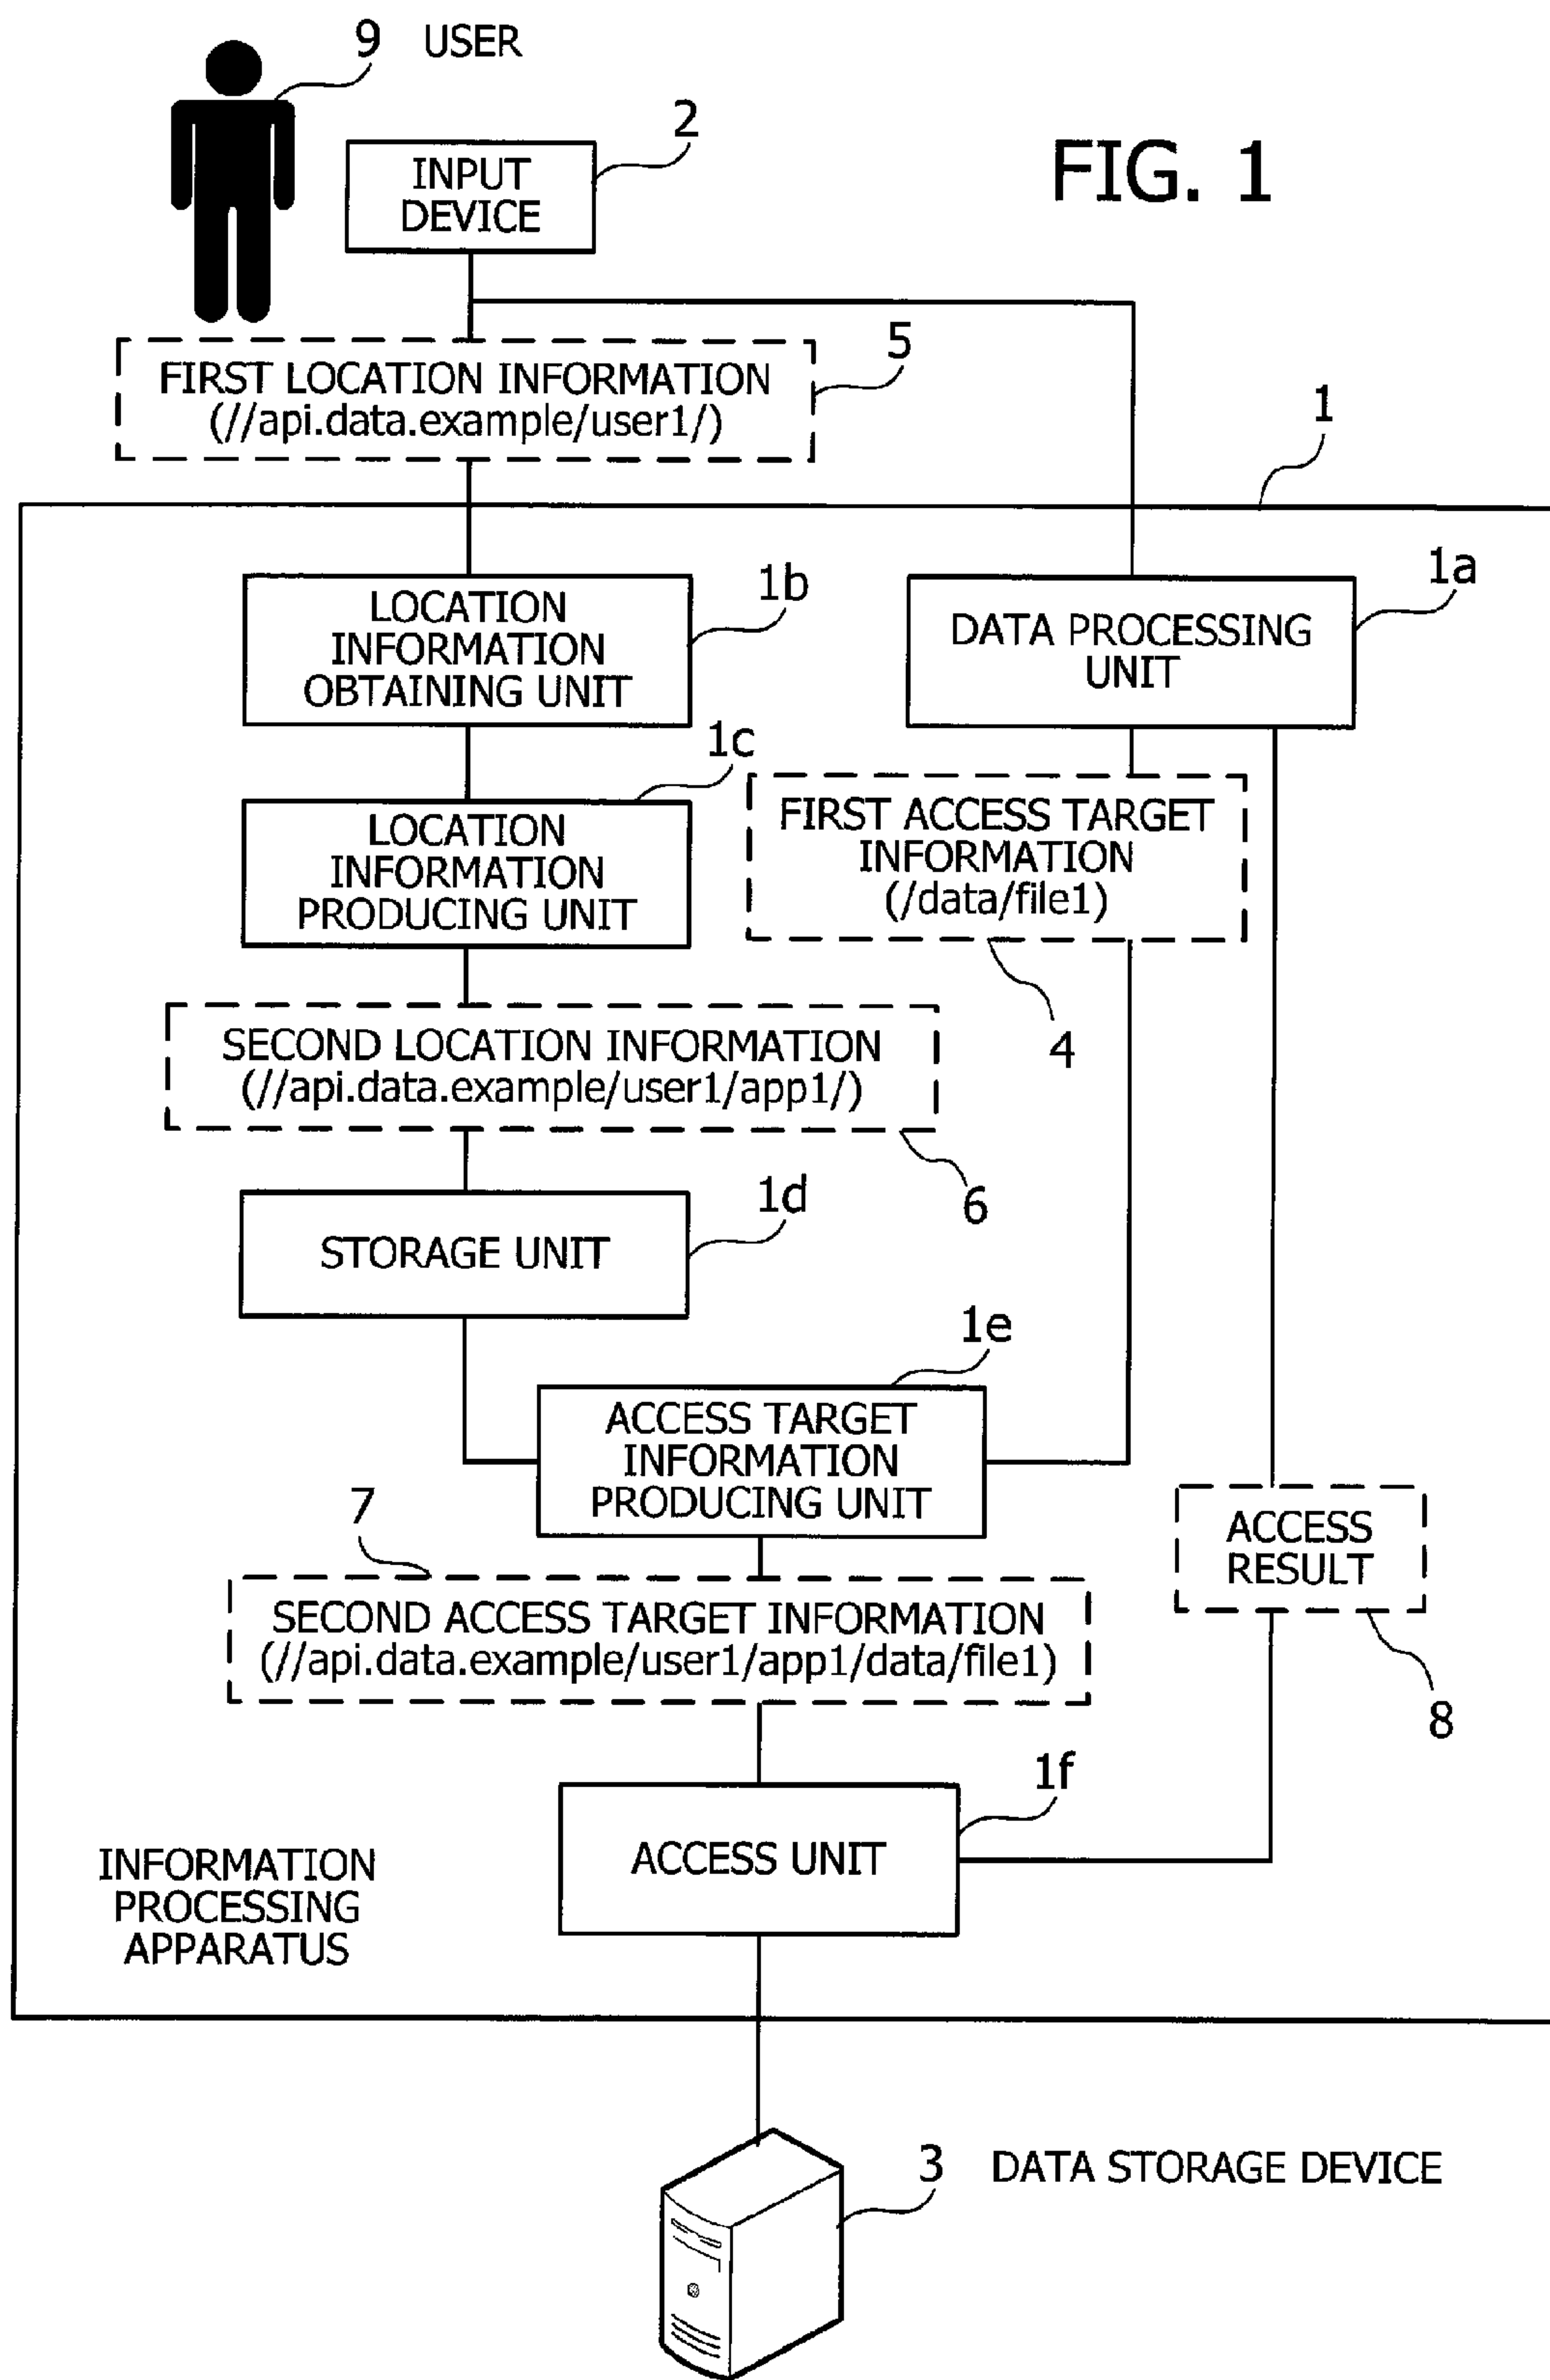 9 USER
2
INPUT
DEVICE
FIG. 1
5
FIRST LOCATION INFORMATION
(//api.data.example/user1/)
1
1b
LOCATION
INFORMATION
OBTAINING UNIT
1a
DATA PROCESSING
UNIT
1c
LOCATION
INFORMATION
PRODUCING UNIT
FIRST ACCESS TARGET
INFORMATION
(/data/file1)
4
SECOND LOCATION INFORMATION
(//api.data.example/user1/app1/)
6
1d
STORAGE UNIT
1e
ACCESS TARGET
INFORMATION
PRODUCING UNIT
7
SECOND ACCESS TARGET INFORMATION
(//api.data.example/user1/app1/data/file1)
ACCESS
RESULT
8
1f
ACCESS UNIT
INFORMATION
PROCESSING
APPARATUS
3 DATA STORAGE DEVICE